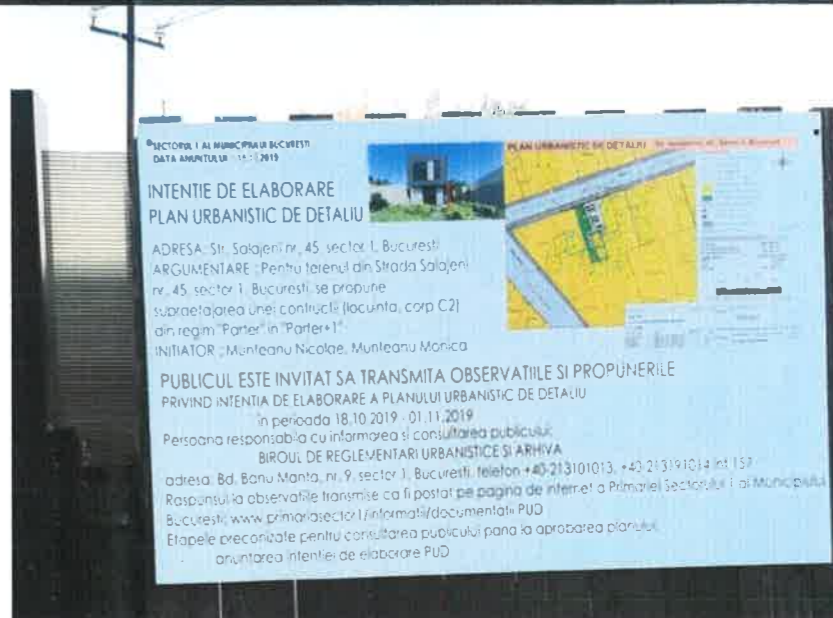 SECTORUL 1 AL MUNICIPIULUI BUCURESTI
DATA ANUNTULUI 2019
INTENTIE DE ELABORARE
PLAN URBANISTIC DE DETALIU
ADRESA: Str. Salajeni nr. 45, sector 1, Bucuresti
ARGUMENTARE : Pentru terenul din Strada Salajeni
nr. 45, sector 1, Bucuresti, se propune
supraetajarea unei contructii (locuinta, corp C2)
din regim "Parter" in "Parter+1".
INITIATOR : Munteanu Nicolae, Munteanu Monica
PLAN URBANISTIC DE DETALIU
PUBLICUL ESTE INVITAT SA TRANSMITA OBSERVATIILE SI PROPUNERILE
PRIVIND INTENTIA DE ELABORARE A PLANULUI URBANISTIC DE DETALIU
in perioada 18.10.2019 - 01.11.2019
Persoana responsabila cu informarea si consultarea publicului:
BIROUL DE REGLEMENTARI URBANISTICE SI ARHIVA
adresa: Bd. Banu Manta, nr. 9, sector 1, Bucuresti, telefon +40-213101013, +40-213191014 int 157
Raspunsul la observatiile transmise ca fi postat pe pagina de internet a Primariei Sectorului 1 al Municipiului
Bucuresti: www.primariasector1/informatii/documentatii PUD
Etapele preconizate pentru consultarea publicului pana la aprobarea planului:
anuntarea intentiei de elaborare PUD